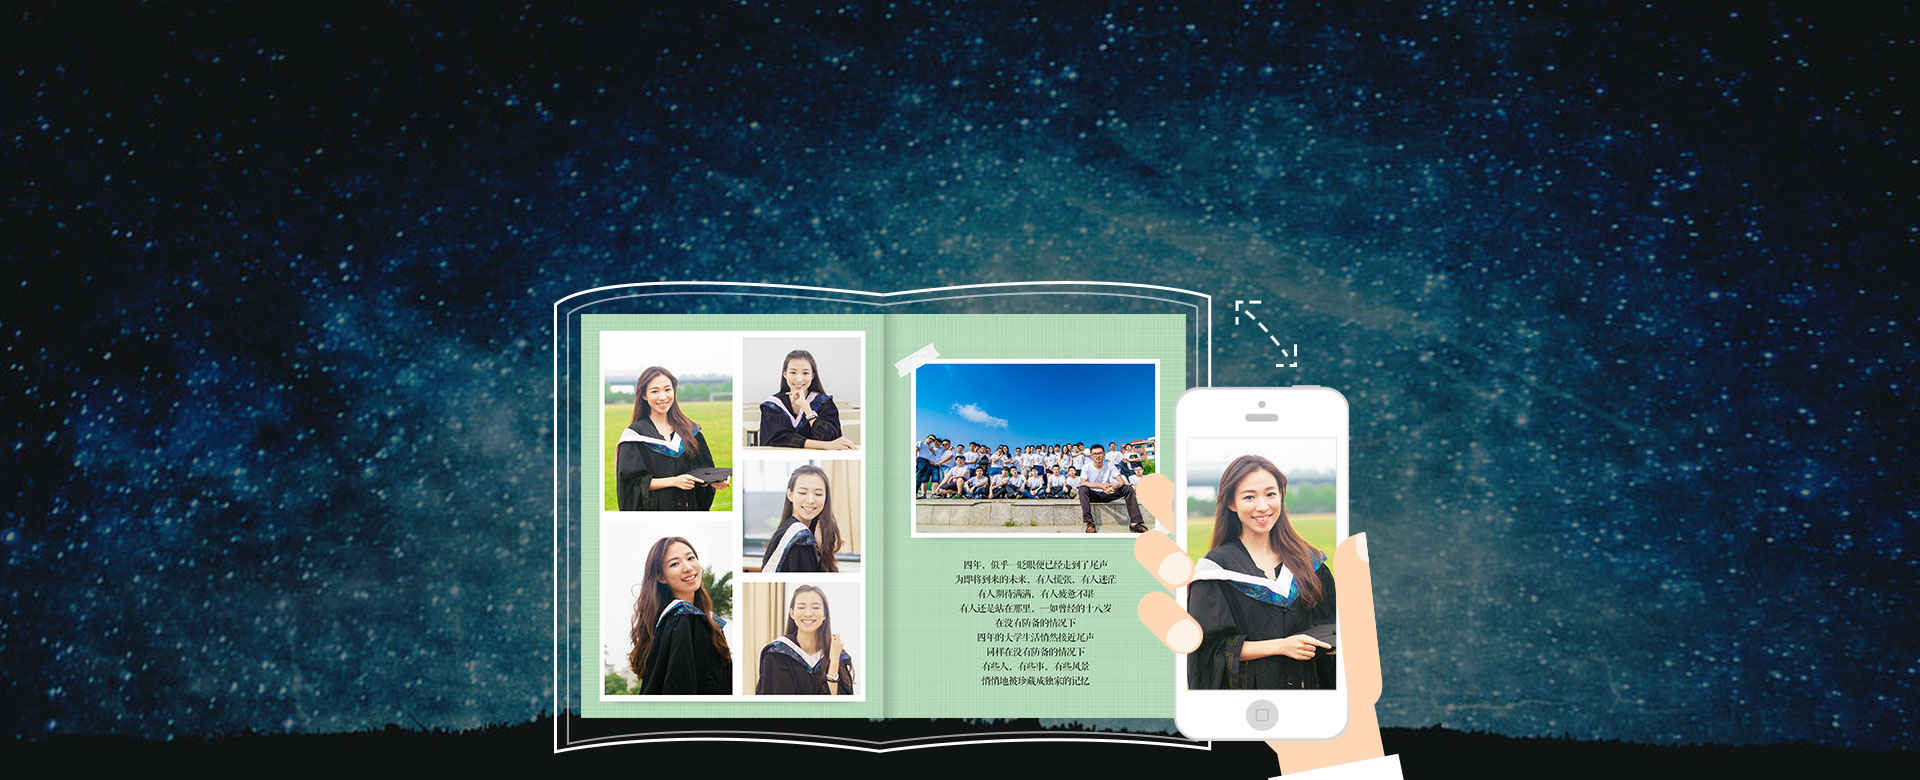 四年，似乎一眨眼便已经走到了尾声
为即将到来的未来，有人慌张，有人迷茫
有人期待满满，有人疲惫不堪
有人还是站在那里，一如曾经的十八岁
在没有防备的情况下
四年的大学生活悄然接近尾声
同样在没有防备的情况下
有些人，有些事，有些风景
悄悄地被珍藏成独家的记忆